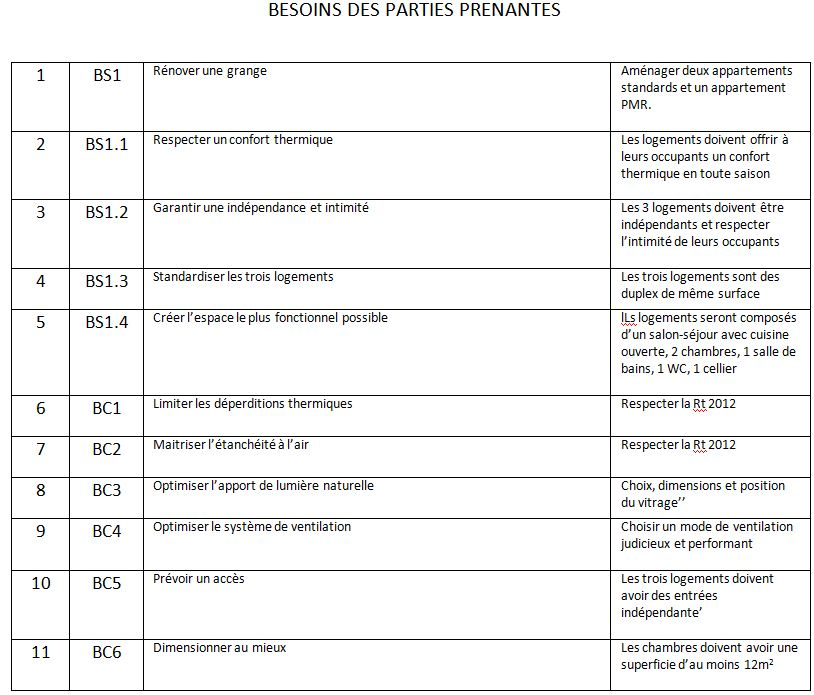 BESOINS DES PARTIES PRENANTES
1 BS1 Rénover une grange Aménager deux appartements
standards et un appartement
PMR.
2 BS1.1 Respecter un confort thermique Les logements doivent offrir à
leurs occupants un confort
thermique en toute saison
3 BS1.2 Garantir une indépendance et intimité Les 3 logements doivent être
indépendants et respecter
l’intimité de leurs occupants
4 BS1.3 Standardiser les trois logements Les trois logements sont des
duplex de même surface
5 BS1.4 Créer l’espace le plus fonctionnel possible lLs logements seront composés
d’un salon-séjour avec cuisine
ouverte, 2 chambres, 1 salle de
bains, 1 WC, 1 cellier
6 BC1 Limiter les déperditions thermiques Respecter la Rt 2012
7 BC2 Maitriser l’étanchéité à l’air Respecter la Rt 2012
8 BC3 Optimiser l’apport de lumière naturelle Choix, dimensions et position
du vitrage’’
9 BC4 Optimiser le système de ventilation Choisir un mode de ventilation
judicieux et performant
10 BC5 Prévoir un accès Les trois logements doivent
avoir des entrées
indépendante’
11 BC6 Dimensionner au mieux Les chambres doivent avoir une
superficie d’au moins 12m²